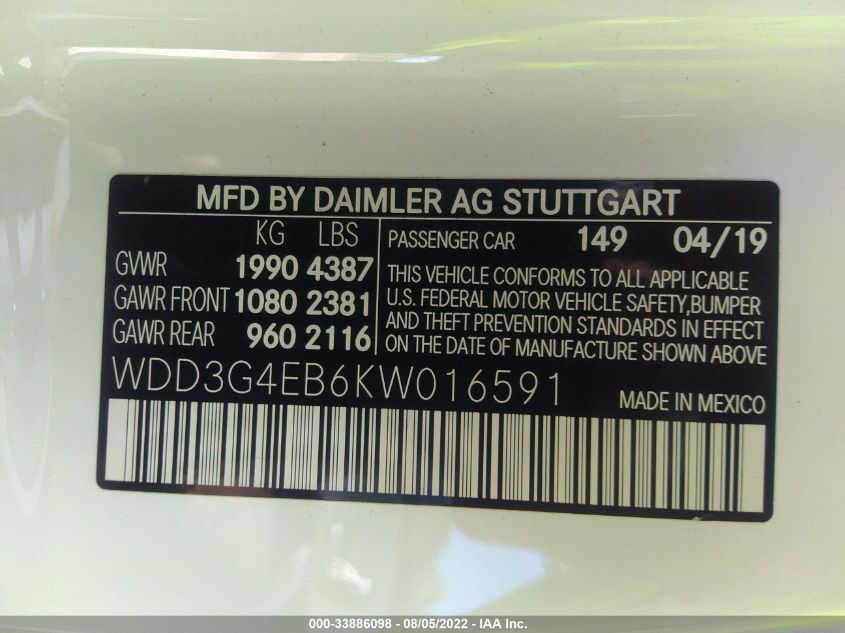 MFD BY DAIMLER AG STUTTGART
KG LBS
GVWR 1990 4387
GAWR FRONT 1080 2381
GAWR REAR 960 2116
PASSENGER CAR 149 04/19
THIS VEHICLE CONFORMS TO ALL APPLICABLE
U.S. FEDERAL MOTOR VEHICLE SAFETY,BUMPER
AND THEFT PREVENTION STANDARDS IN EFFECT
ON THE DATE OF MANUFACTURE SHOWN ABOVE
WDD3G4EB6KW016591
MADE IN MEXICO
000-33886098 - 08/05/2022 - IAA Inc.